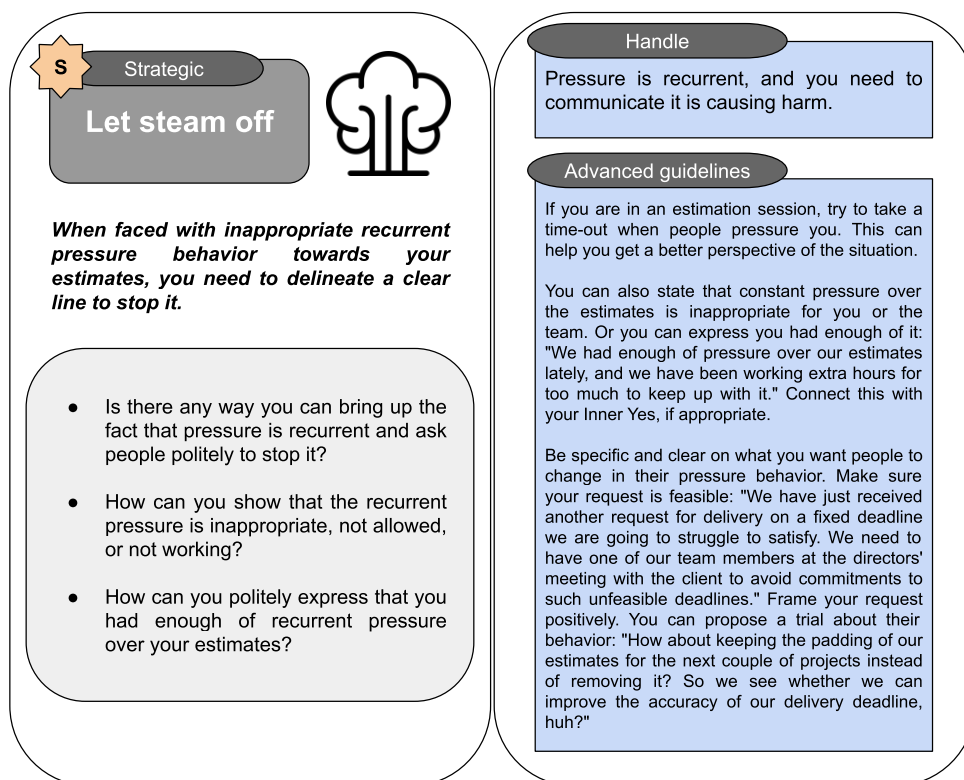 S
Strategic
Let steam off
When faced with inappropriate recurrent
pressure behavior towards your
estimates, you need to delineate a clear
line to stop it.
● Is there any way you can bring up the
fact that pressure is recurrent and ask
people politely to stop it?
● How can you show that the recurrent
pressure is inappropriate, not allowed,
or not working?
● How can you politely express that you
had enough of recurrent pressure
over your estimates?
Handle
Pressure is recurrent, and you need to
communicate it is causing harm.
Advanced guidelines
If you are in an estimation session, try to take a
time-out when people pressure you. This can
help you get a better perspective of the situation.
You can also state that constant pressure over
the estimates is inappropriate for you or the
team. Or you can express you had enough of it:
"We had enough of pressure over our estimates
lately, and we have been working extra hours for
too much to keep up with it." Connect this with
your Inner Yes, if appropriate.
Be specific and clear on what you want people to
change in their pressure behavior. Make sure
your request is feasible: "We have just received
another request for delivery on a fixed deadline
we are going to struggle to satisfy. We need to
have one of our team members at the directors'
meeting with the client to avoid commitments to
such unfeasible deadlines." Frame your request
positively. You can propose a trial about their
behavior: "How about keeping the padding of our
estimates for the next couple of projects instead
of removing it? So we see whether we can
improve the accuracy of our delivery deadline,
huh?"